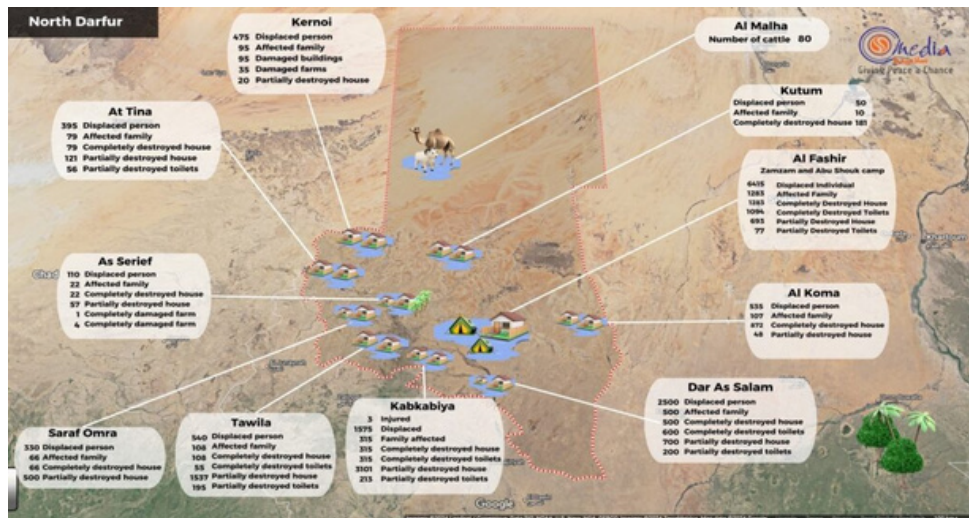 North Darfur
Kernoi
475 Displaced person
95 Affected family
95 Damaged buildings
35 Damaged farms
20 Partially destroyed house
Al Malha
Number of cattle 80
media
Giving Peace a Chance
At Tina
395 Displaced person
79 Affected family
79 Completely destroyed house
121 Partially destroyed house
56 Partially destroyed toilets
Kutum
Displaced person 50
Affected family 10
Completely destroyed house 181
Al Fashir
Zamzam and Abu Shouk camp
6415 Displaced Individual
1283 Affected Family
1283 Completely Destroyed House
1094 Completely Destroyed Toilets
693 Partially Destroyed House
77 Partially Destroyed Toilets
Khartoum
Chad
As Serief
110 Displaced person
22 Affected family
22 Completely destroyed house
57 Partially destroyed house
1 Completely damaged farm
4 Completely damaged farm
Al Koma
535 Displaced person
107 Affected family
872 Completely destroyed house
48 Partially destroyed house
Dar As Salam
2500 Displaced person
500 Affected family
500 Completely destroyed house
600 Completely destroyed toilets
700 Partially destroyed house
200 Partially destroyed toilets
Kabkabiya
3 Injured
1575 Displaced
315 Family affected
315 Completely destroyed house
315 Completely destroyed toilets
3101 Partially destroyed house
213 Partially destroyed toilets
Tawila
540 Displaced person
108 Affected family
108 Completely destroyed house
55 Completely destroyed toilets
1537 Partially destroyed house
195 Partially destroyed toilets
Saraf Omra
330 Displaced person
66 Affected family
66 Completely destroyed house
500 Partially destroyed house
Google